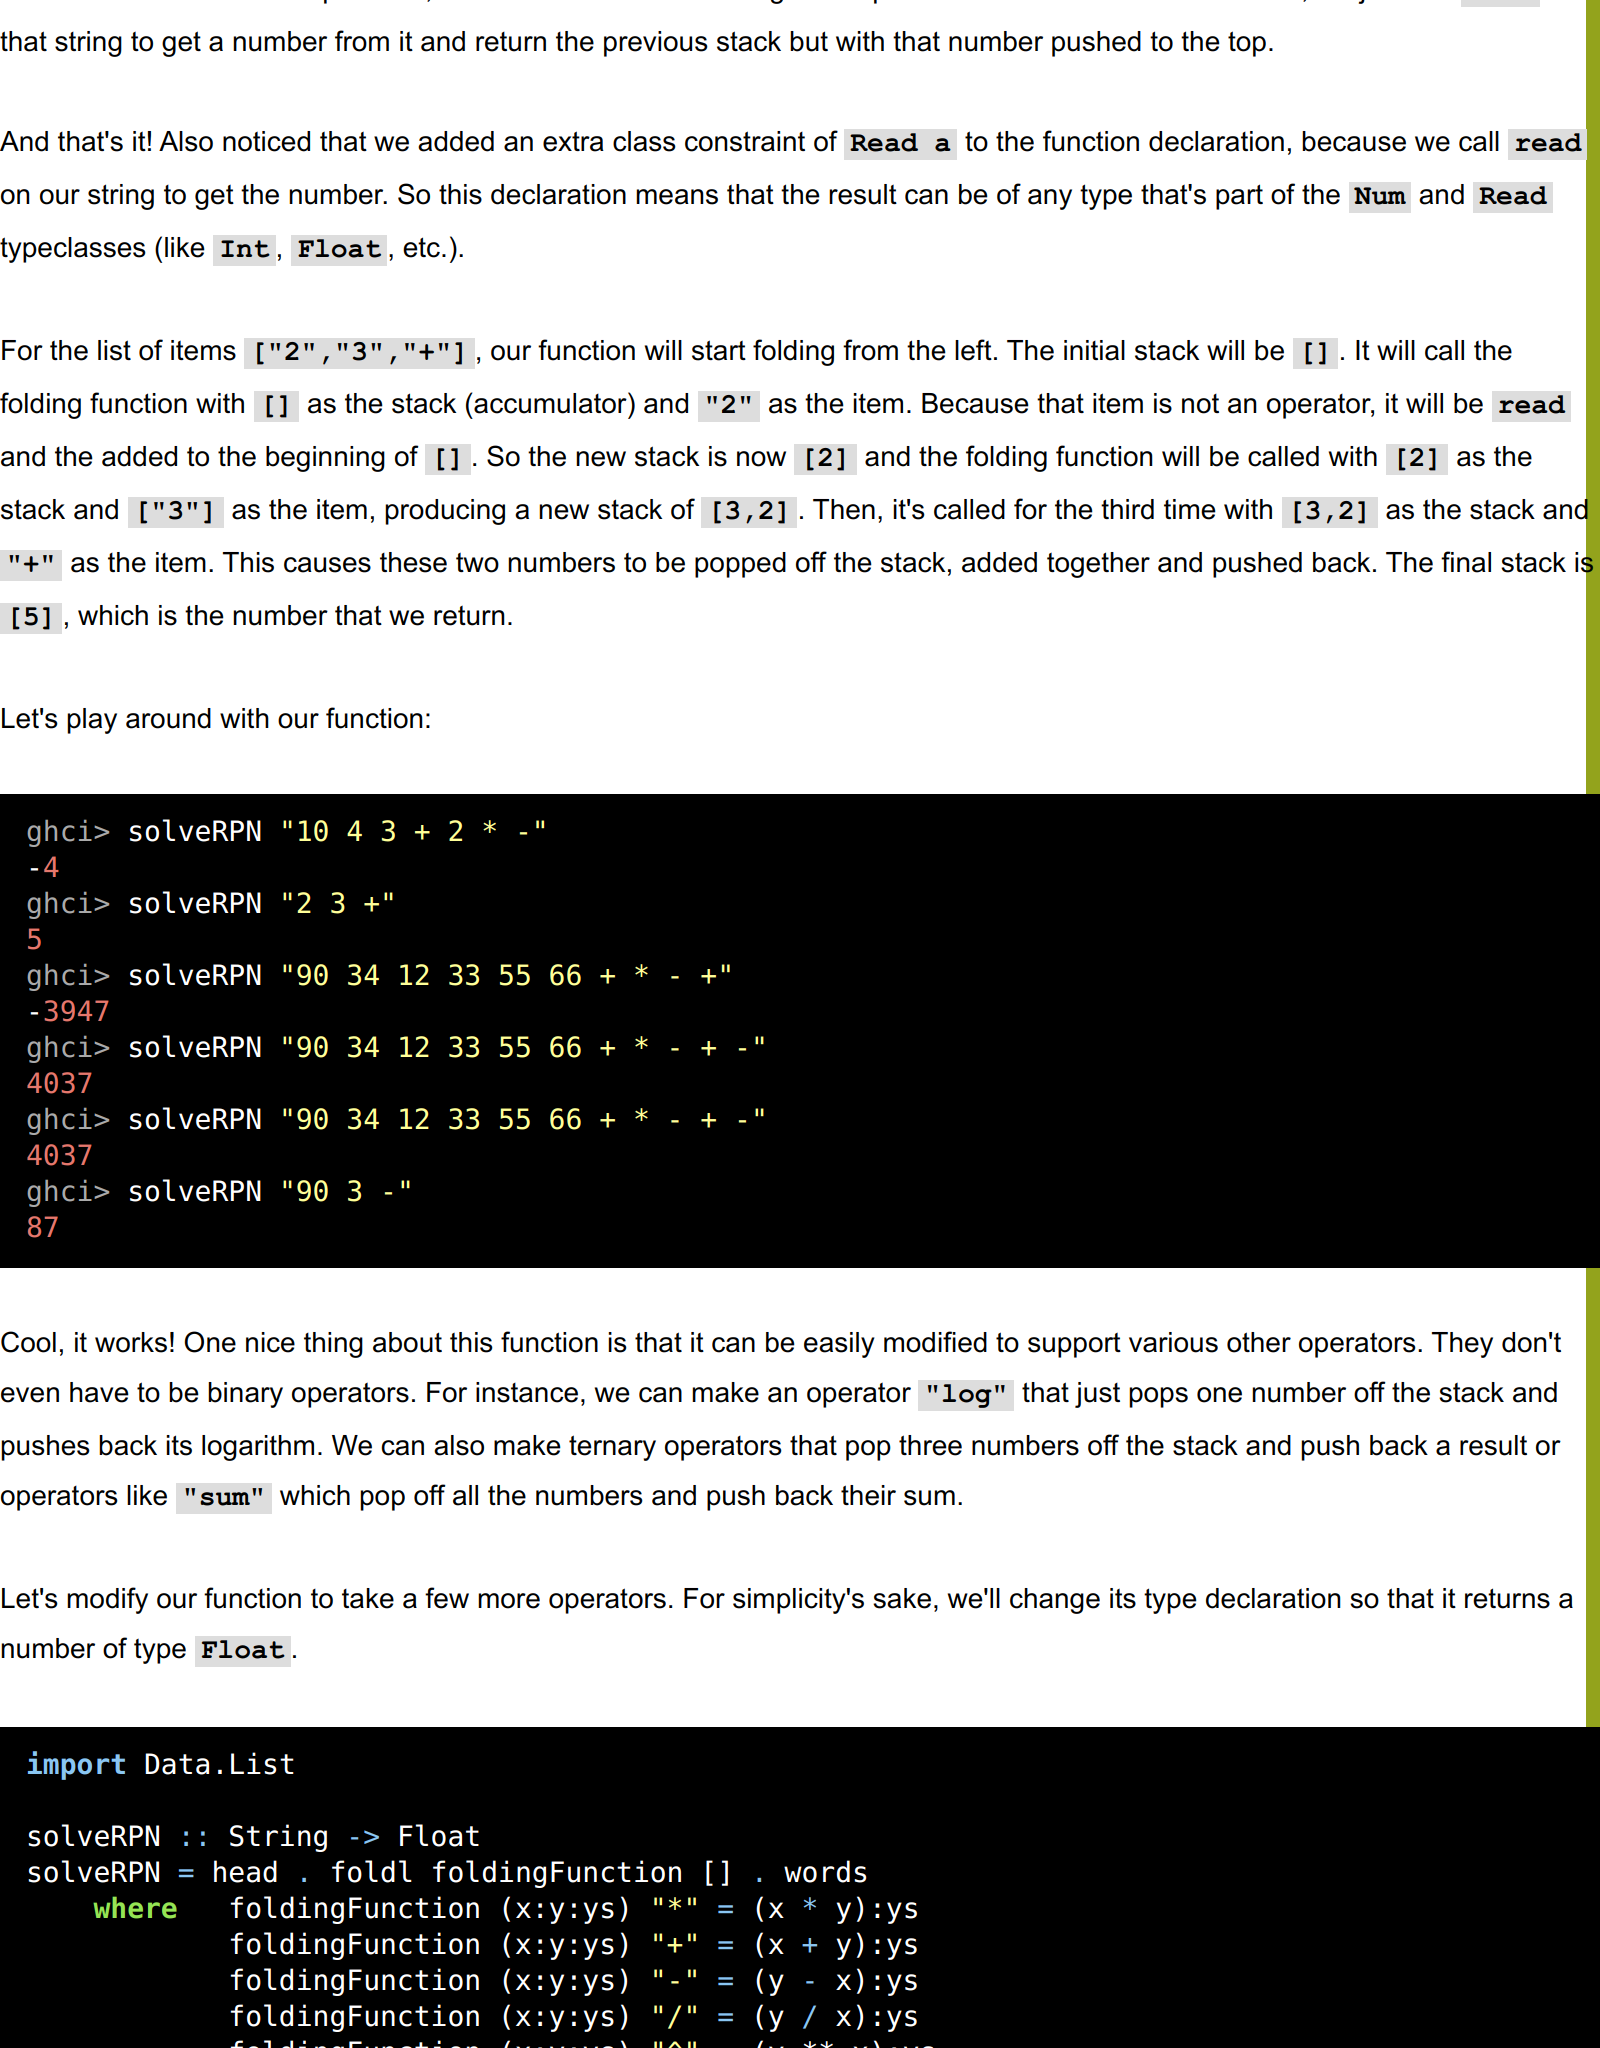 that string to get a number from it and return the previous stack but with that number pushed to the top.
And that's it! Also noticed that we added an extra class constraint of Read a to the function declaration, because we call read
on our string to get the number. So this declaration means that the result can be of any type that's part of the Num and Read
typeclasses (like Int, Float, etc.).
For the list of items ["2","3","+"], our function will start folding from the left. The initial stack will be []. It will call the
folding function with [] as the stack (accumulator) and "2" as the item. Because that item is not an operator, it will be read
and the added to the beginning of []. So the new stack is now [2] and the folding function will be called with [2] as the
stack and ["3"] as the item, producing a new stack of [3,2]. Then, it's called for the third time with [3,2] as the stack and
"+" as the item. This causes these two numbers to be popped off the stack, added together and pushed back. The final stack is
[5], which is the number that we return.
Let's play around with our function:
ghci> solveRPN "10 4 3 + 2 * -"
-4
ghci> solveRPN "2 3 +"
5
ghci> solveRPN "90 34 12 33 55 66 + * - +"
-3947
ghci> solveRPN "90 34 12 33 55 66 + * - + -"
4037
ghci> solveRPN "90 34 12 33 55 66 + * - + -"
4037
ghci> solveRPN "90 3 -"
87
Cool, it works! One nice thing about this function is that it can be easily modified to support various other operators. They don't
even have to be binary operators. For instance, we can make an operator "log" that just pops one number off the stack and
pushes back its logarithm. We can also make ternary operators that pop three numbers off the stack and push back a result or
operators like "sum" which pop off all the numbers and push back their sum.
Let's modify our function to take a few more operators. For simplicity's sake, we'll change its type declaration so that it returns a
number of type Float.
import Data.List
solveRPN :: String -> Float
solveRPN = head . foldl foldingFunction [] . words
    where   foldingFunction (x:y:ys) "*" = (x * y):ys
            foldingFunction (x:y:ys) "+" = (x + y):ys
            foldingFunction (x:y:ys) "-" = (y - x):ys
            foldingFunction (x:y:ys) "/" = (y / x):ys